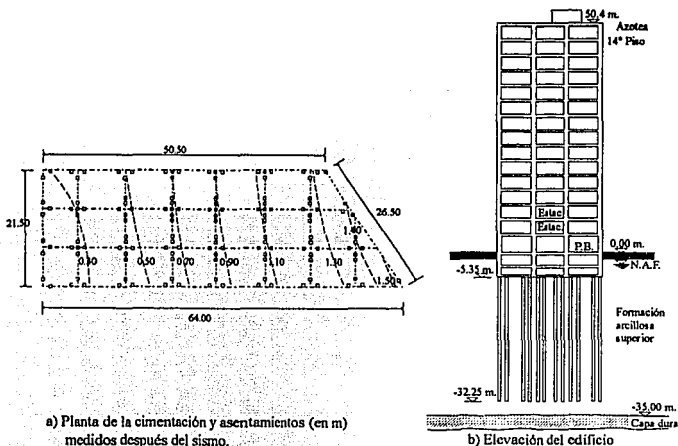 50,4 m.
Azotea
14° Piso
50.50
21.50
26.50
1.40
0.30
0.50
0.70
0.90
1.10
1.30
1.50
64.00
Estac.
Estac.
P.B.
0,00 m.
N.A.F.
-5.35 m.
Formación
arcillosa
superior
-32.25 m.
-35,00 m.
Capa dura
a) Planta de la cimentación y asentamientos (en m)
medidos después del sismo.
b) Elevación del edificio